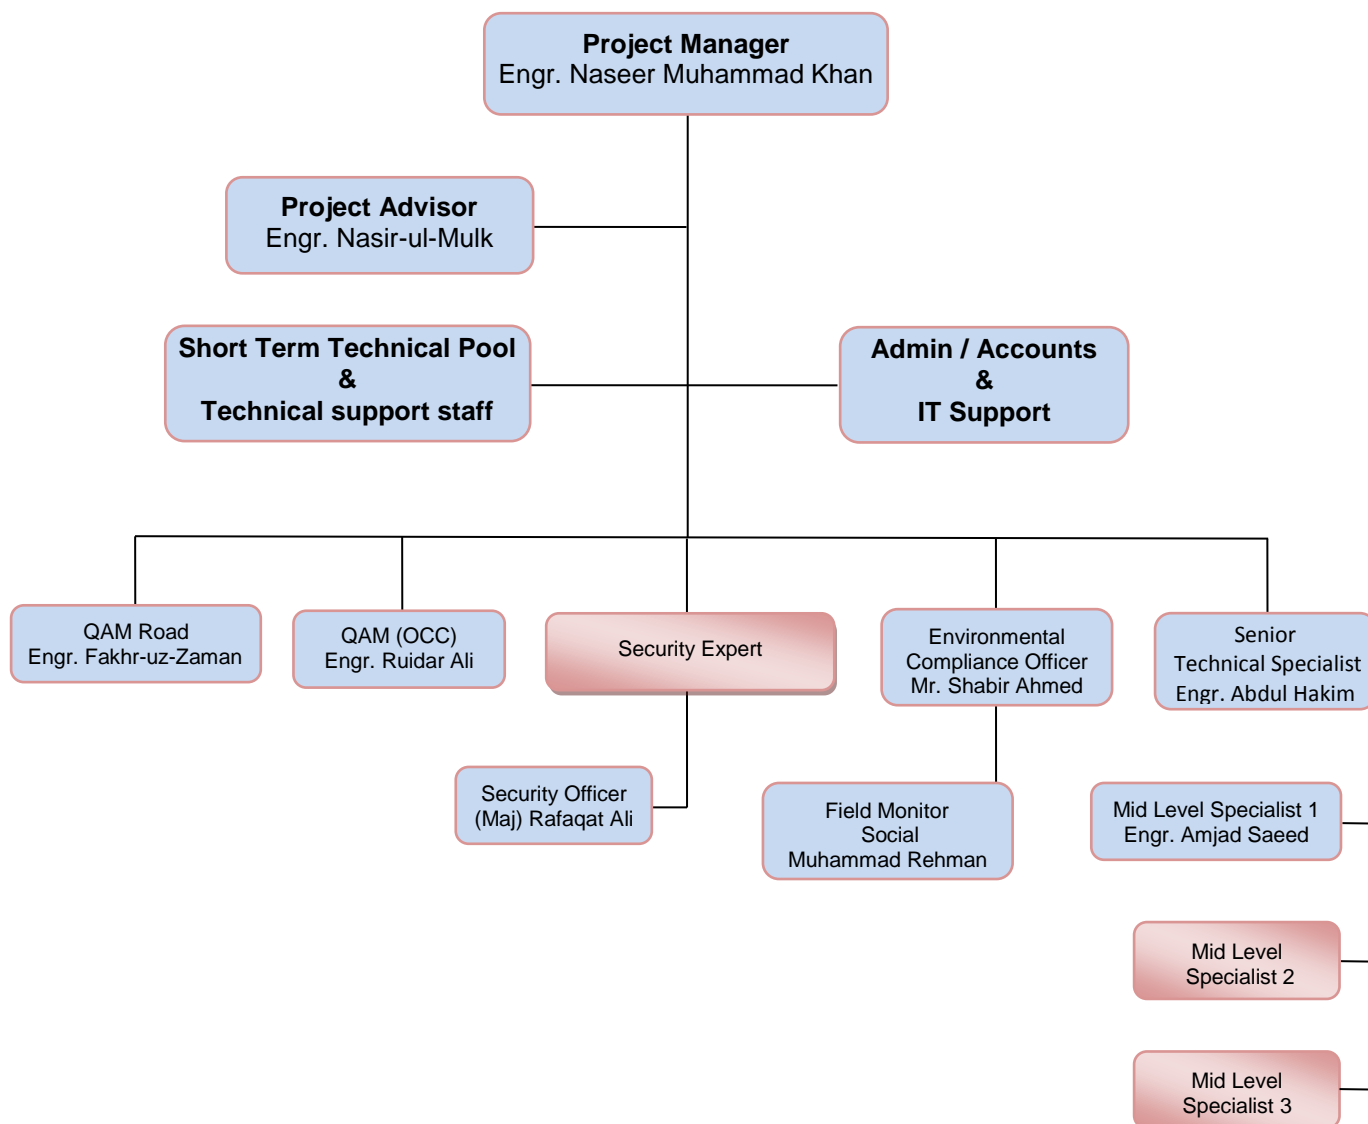 Project Manager
Engr. Naseer Muhammad Khan
Project Advisor
Engr. Nasir-ul-Mulk
Short Term Technical Pool
&
Technical support staff
Admin / Accounts
&
IT Support
QAM Road
Engr. Fakhr-uz-Zaman
QAM (OCC)
Engr. Ruidar Ali
Security Expert
Environmental
Compliance Officer
Mr. Shabir Ahmed
Senior
Technical Specialist
Engr. Abdul Hakim
Security Officer
(Maj) Rafaqat Ali
Field Monitor
Social
Muhammad Rehman
Mid Level Specialist 1
Engr. Amjad Saeed
Mid Level
Specialist 2
Mid Level
Specialist 3